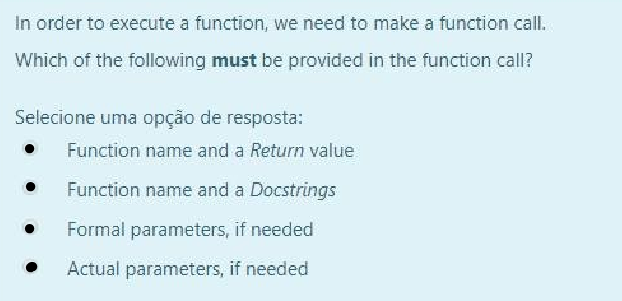 In order to execute a function, we need to make a function call.
Which of the following must be provided in the function call?
Selecione uma opção de resposta:
Function name and a Return value
Function name and a Docstrings
Formal parameters, if needed
Actual parameters, if needed